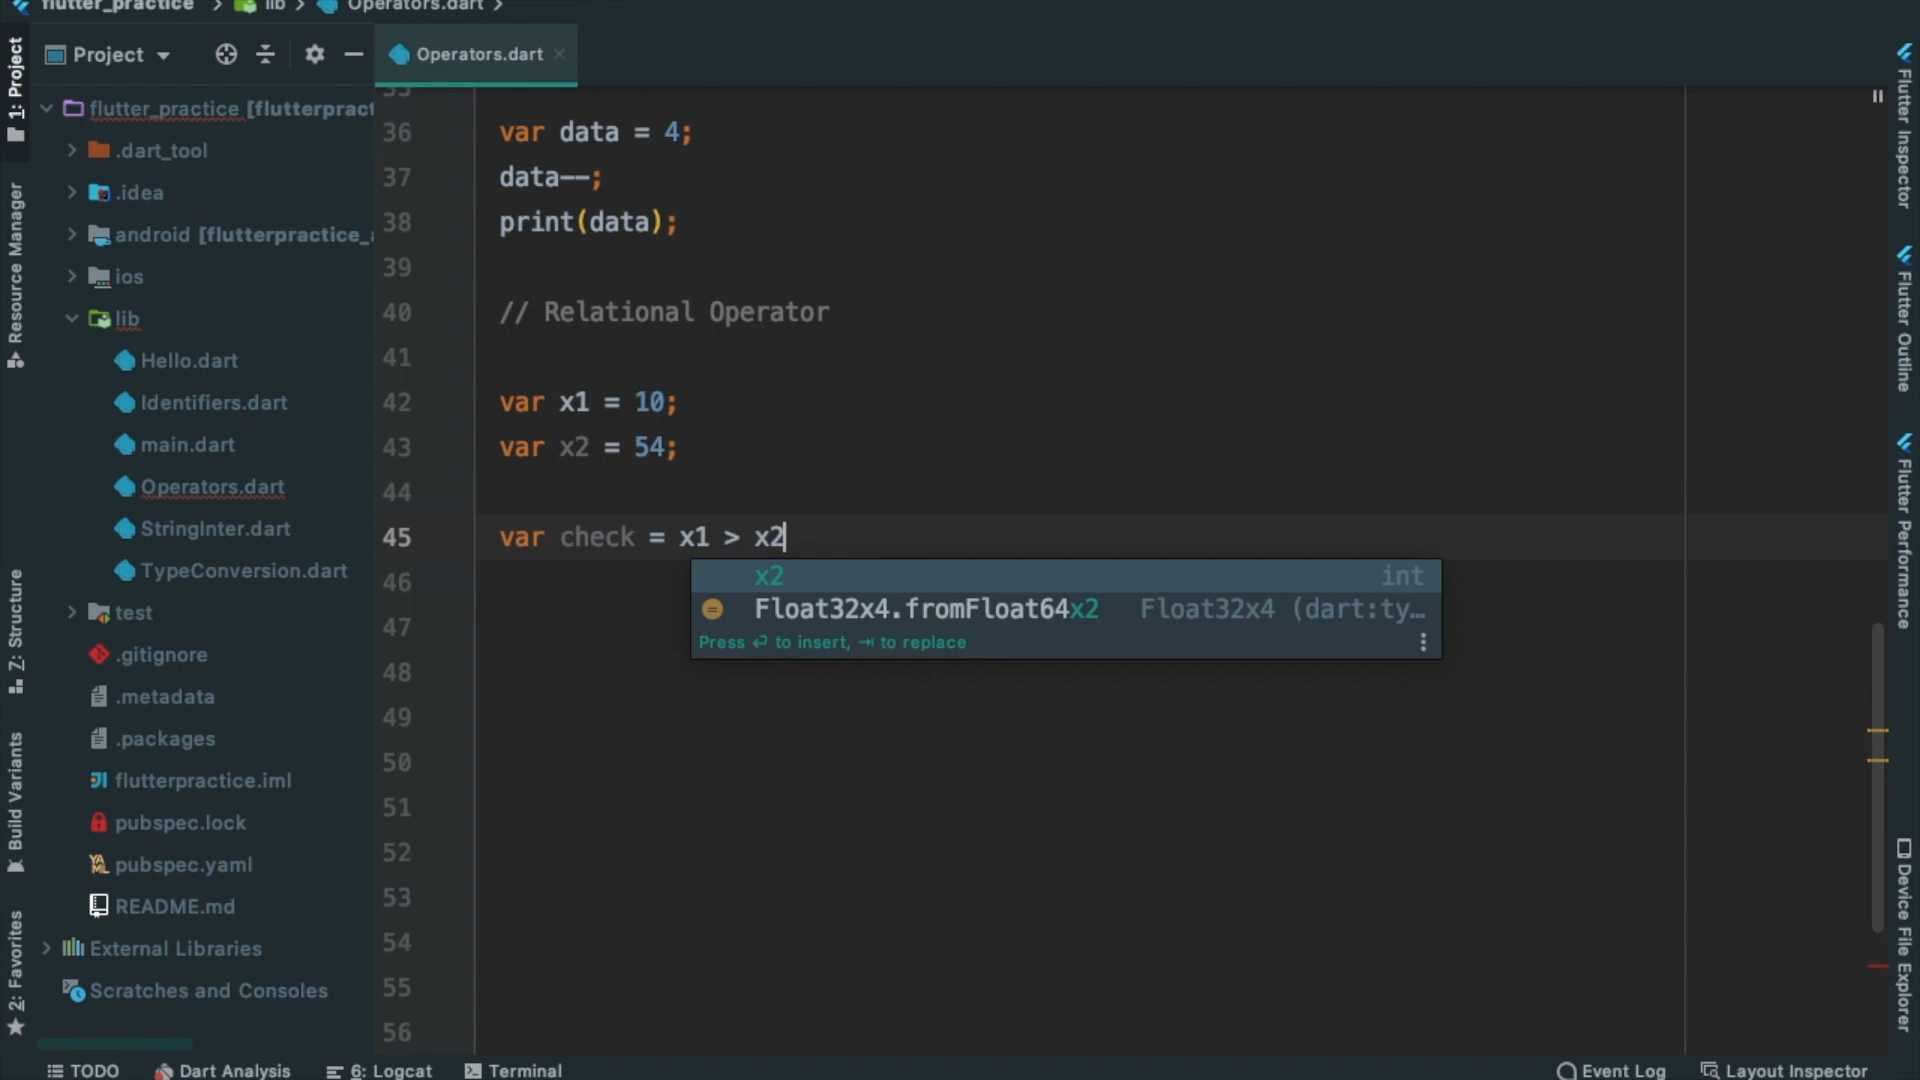 flutter_practice > lib > Operators.dart >
Project
Operators.dart
1: Project
Resource Manager
Z: Structure
Build Variants
2: Favorites
flutter_practice [flutterpract
.dart_tool
.idea
android [flutterpractice_a
ios
lib
Hello.dart
Identifiers.dart
main.dart
Operators.dart
StringInter.dart
TypeConversion.dart
test
.gitignore
.metadata
.packages
flutterpractice.iml
pubspec.lock
pubspec.yaml
README.md
External Libraries
Scratches and Consoles
35
36 var data = 4;
37 data--;
38 print(data);
39
40 // Relational Operator
41
42 var x1 = 10;
43 var x2 = 54;
44
45 var check = x1 > x2
46
47
48
49
50
51
52
53
54
55
56
x2 int
Float32x4.fromFloat64x2 Float32x4 (dart:ty…
Press ⏎ to insert, ⇥ to replace
Flutter Inspector
Flutter Outline
Flutter Performance
Device File Explorer
TODO Dart Analysis 6: Logcat Terminal Event Log Layout Inspector